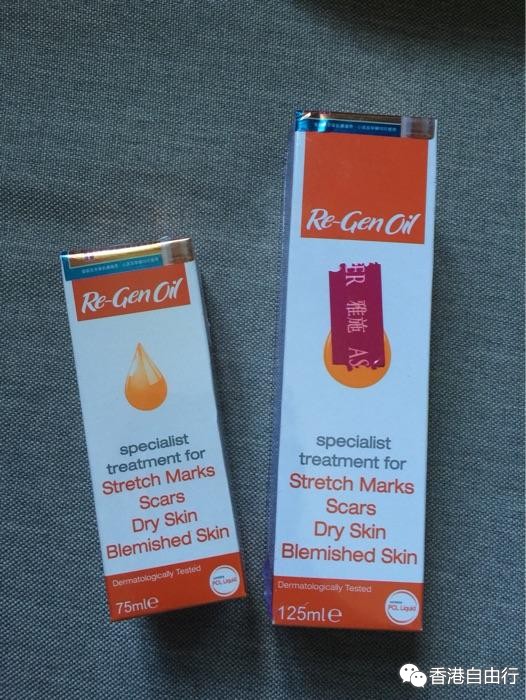 Re-Gen Oil
specialist
treatment for
Stretch Marks
Scars
Dry Skin
Blemished Skin
Dermatologically Tested
PCL Liquid
75ml e
Re-Gen Oil
ER 雅施 AS
specialist
treatment for
Stretch Marks
Scars
Dry Skin
Blemished Skin
Dermatologically Tested
PCL Liquid
125ml e
香港自由行